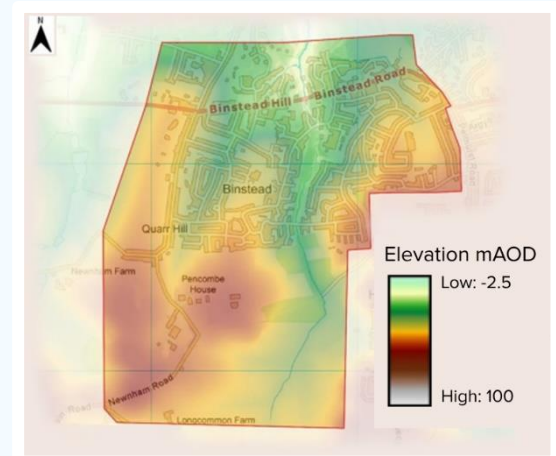 N
Binstead Hill
Binstead Road
Binstead
Quarr Hill
Newnham Farm
Pencombe
House
Newnham Road
Road
Longcommon Farm
Elevation mAOD
Low: -2.5
High: 100